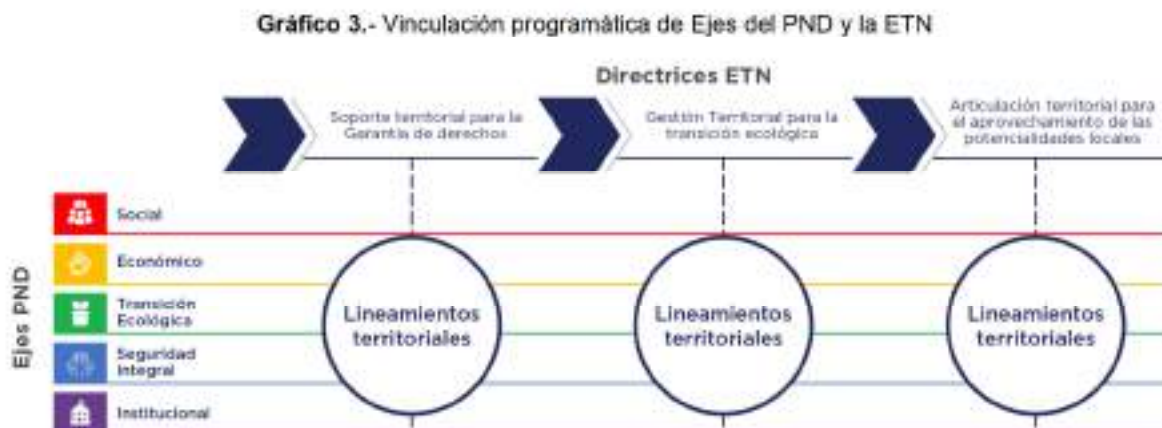 Gráfico 3.- Vinculación programática de Ejes del PND y la ETN
Directrices ETN
Soporte territorial para la
Garantía de derechos
Gestión Territorial para la
transición ecológica
Articulación territorial para
el aprovechamiento de las
potencialidades locales
Ejes PND
Social
Económico
Transición
Ecológica
Seguridad
Integral
Institucional
Lineamientos
territoriales
Lineamientos
territoriales
Lineamientos
territoriales